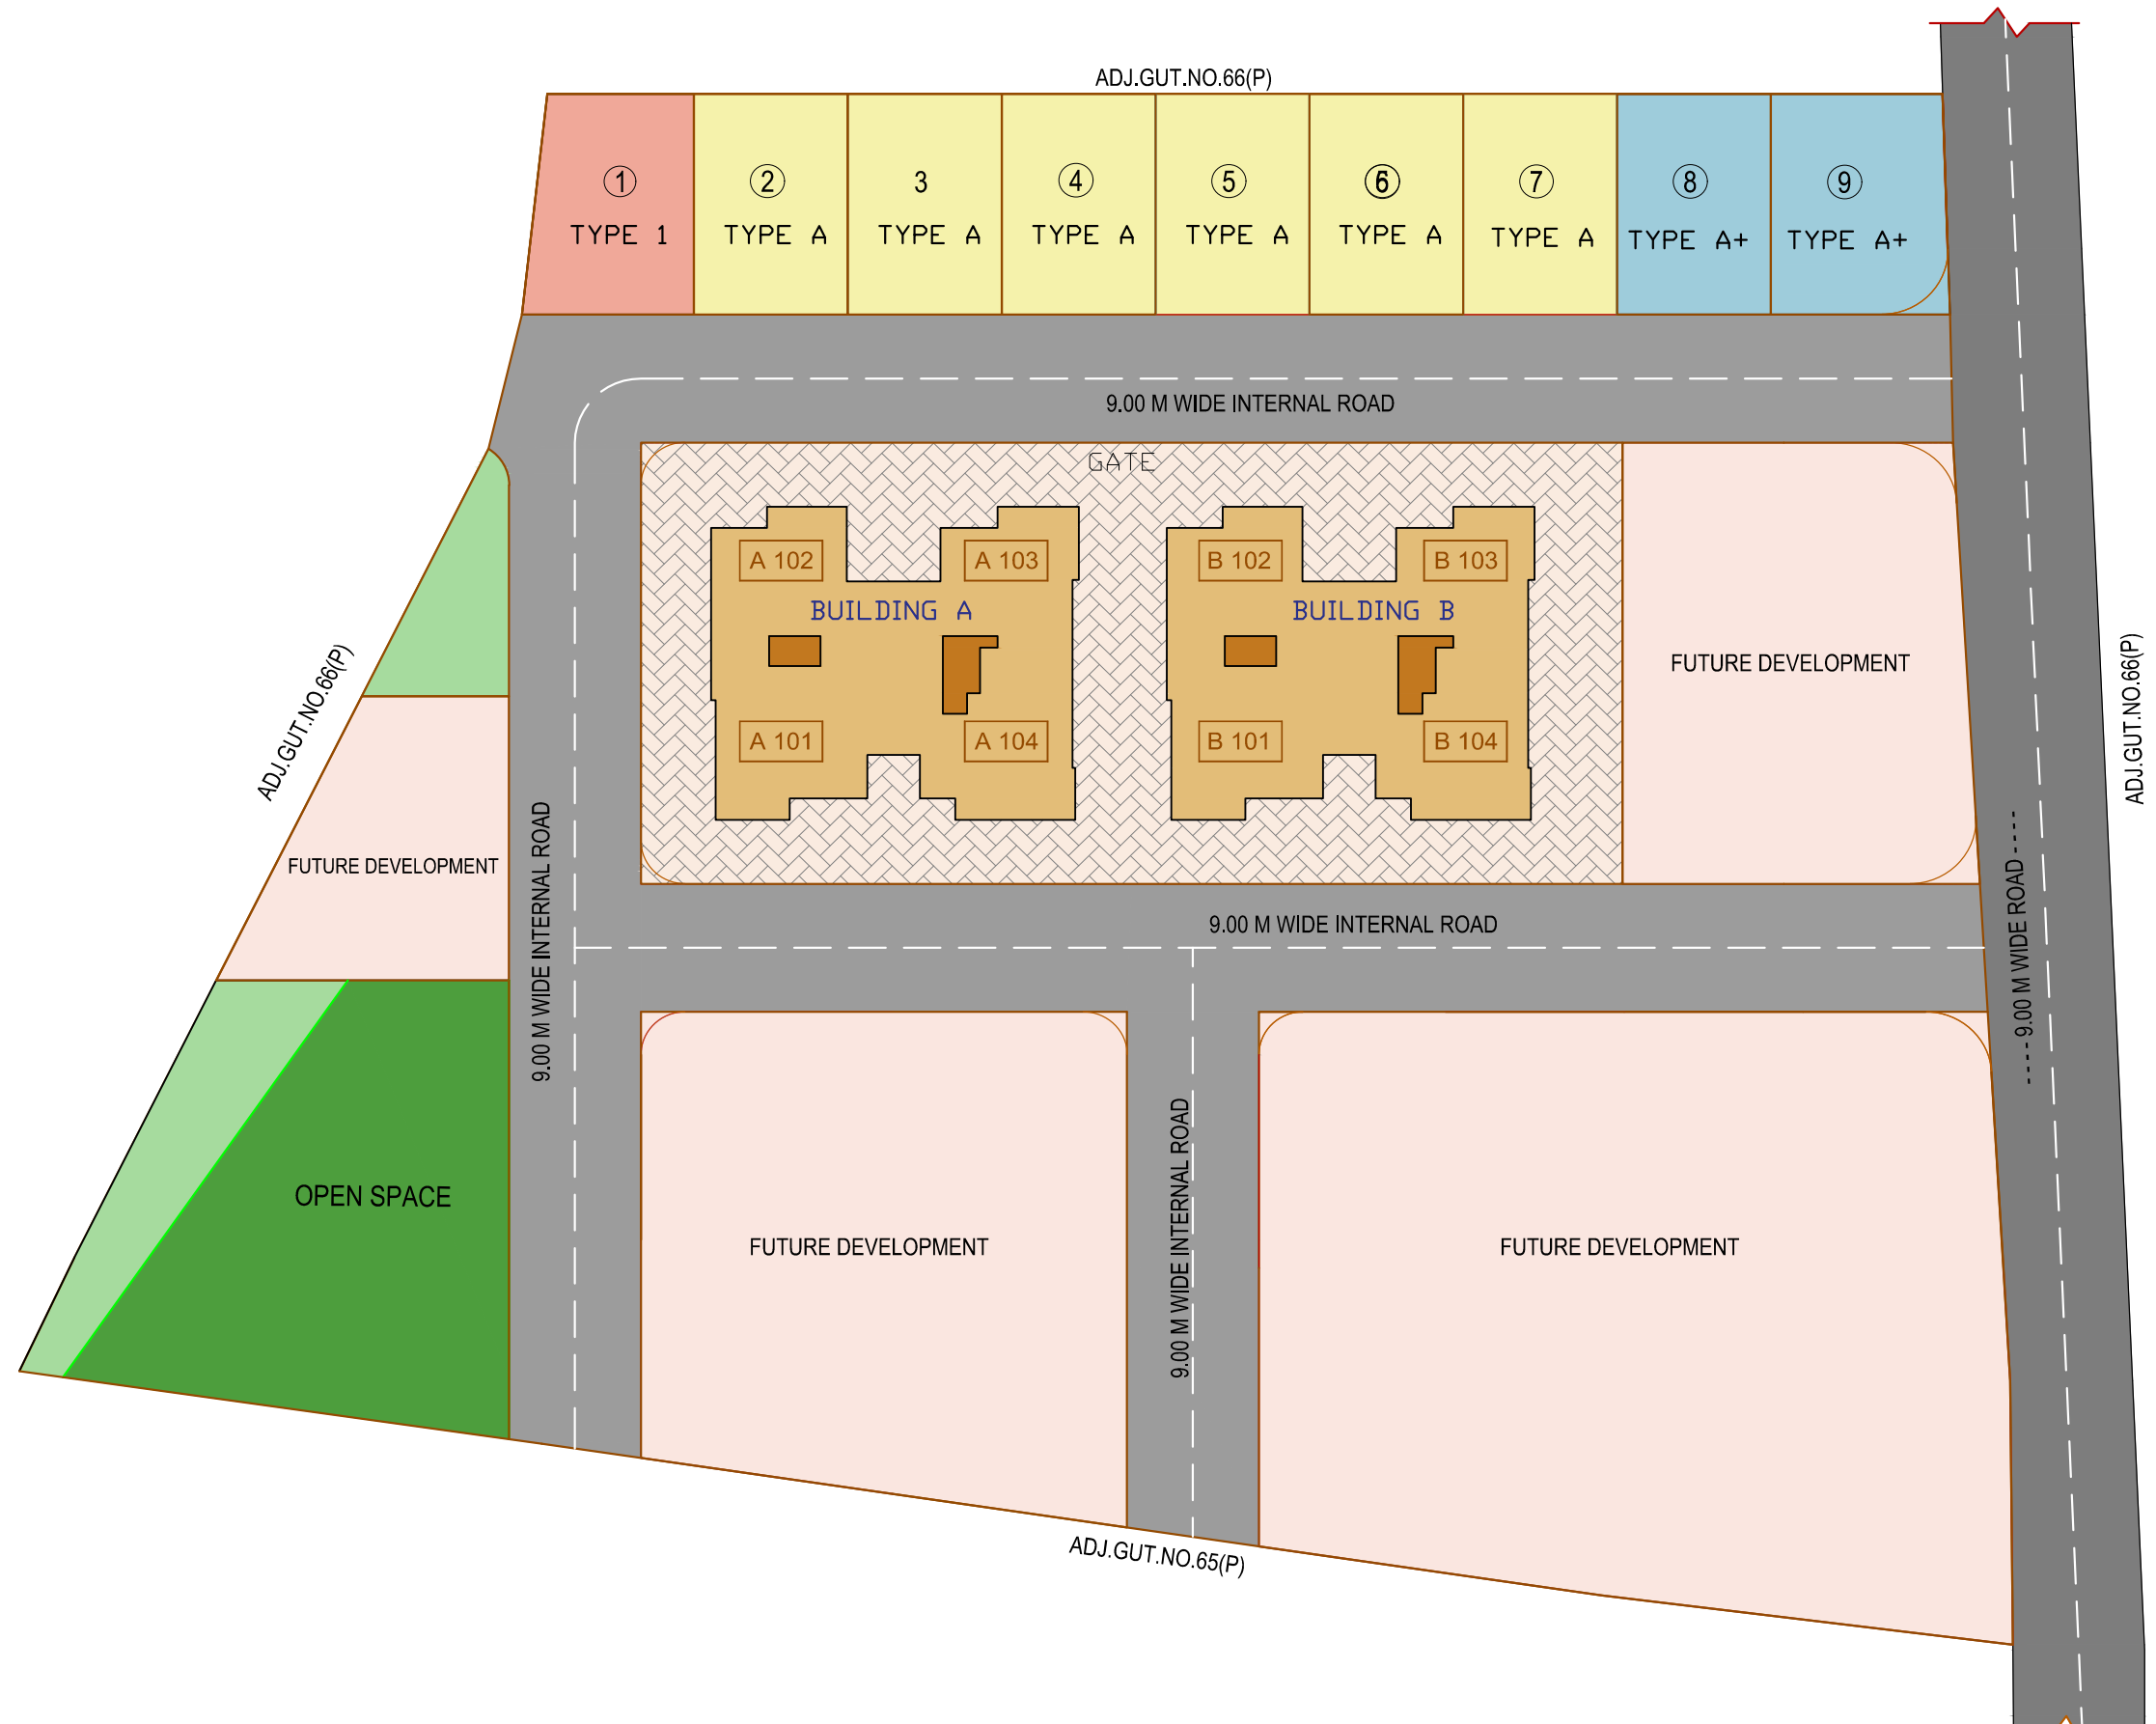 ADJ.GUT.NO.66(P)
1
2
3
4
5
6
7
8
9
TYPE 1
TYPE A
TYPE A
TYPE A
TYPE A
TYPE A
TYPE A
TYPE A+
TYPE A+
9.00 M WIDE INTERNAL ROAD
GATE
A 102
A 103
B 102
B 103
BUILDING A
BUILDING B
FUTURE DEVELOPMENT
ADJ.GUT.NO.66(P)
ADJ.GUT.NO.66(P)
A 101
A 104
B 101
B 104
FUTURE DEVELOPMENT
9.00 M WIDE INTERNAL ROAD
9.00 M WIDE INTERNAL ROAD
----- 9.00 M WIDE ROAD -----
OPEN SPACE
FUTURE DEVELOPMENT
9.00 M WIDE INTERNAL ROAD
FUTURE DEVELOPMENT
ADJ.GUT.NO.65(P)